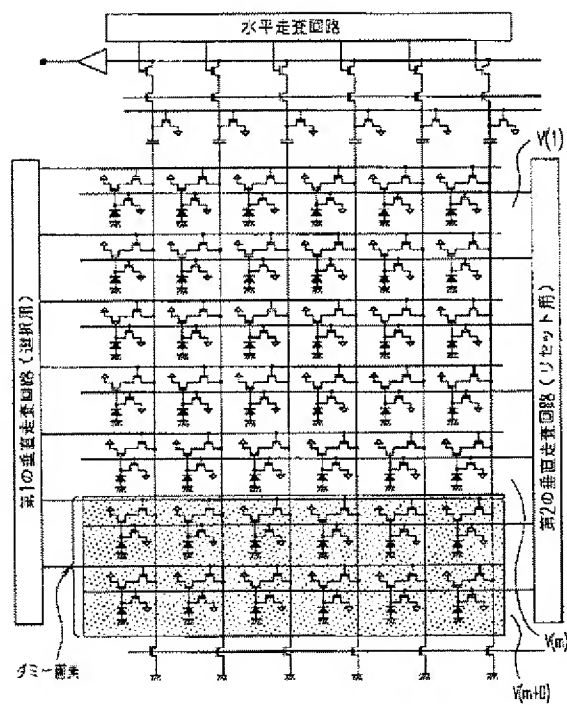 水平走査回路
V(1)
第1の垂直走査回路(選択用)
第2の垂直走査回路(リセット用)
V(m)
ダミー画素
V(m+D)